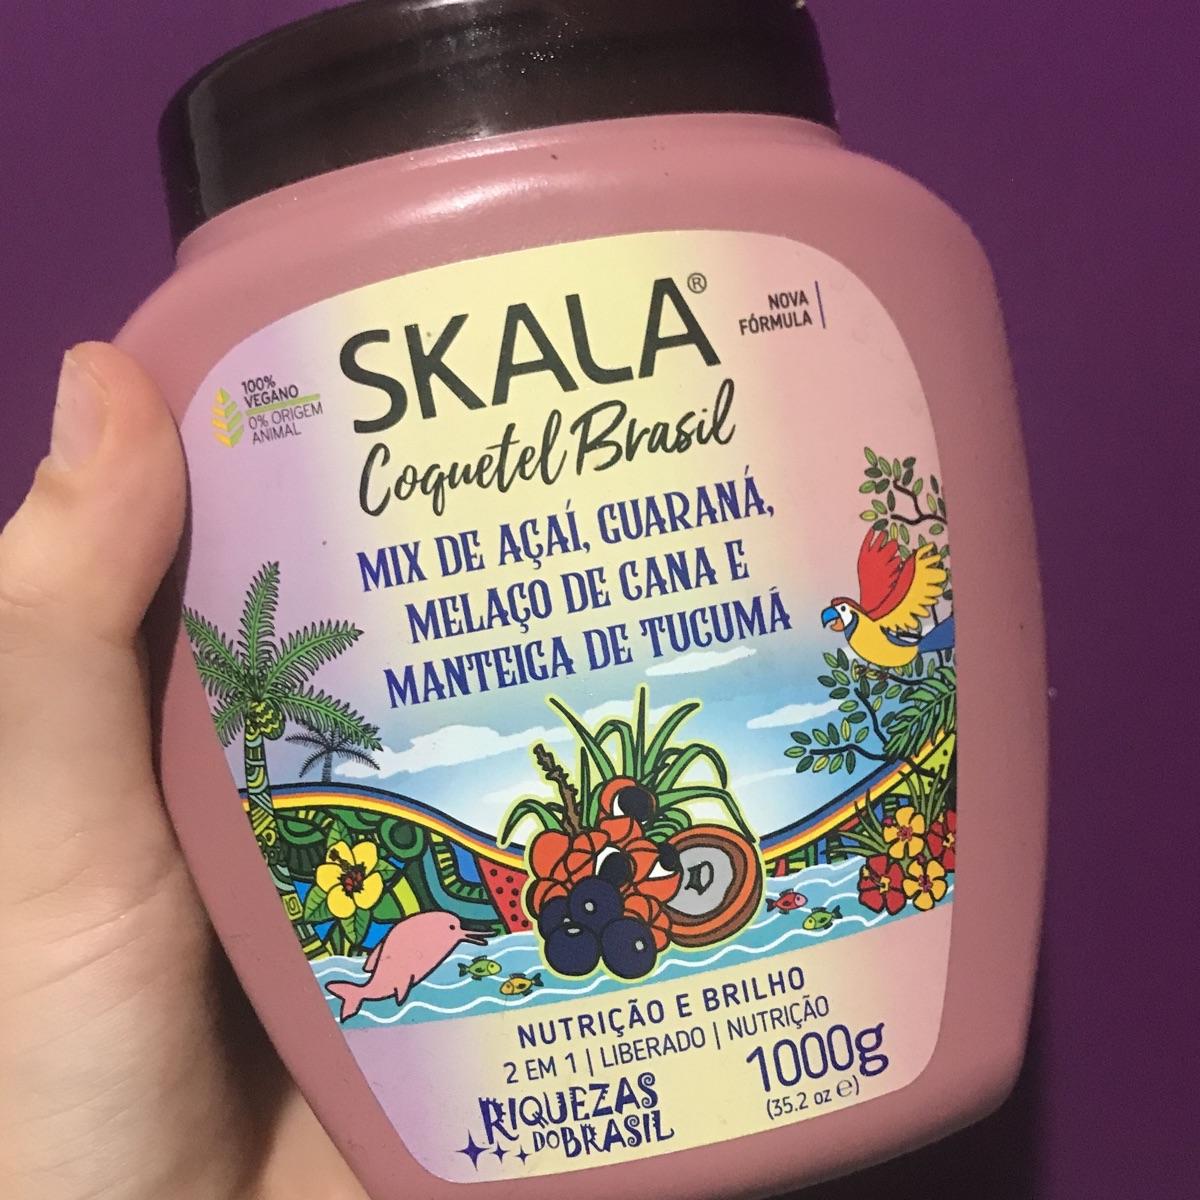 SKALA®
NOVA
FÓRMULA
100%
VEGANO
0% ORIGEM
ANIMAL
Coquetel Brasil
MIX DE AÇAÍ, GUARANÁ,
MELAÇO DE CANA E
MANTEIGA DE TUCUMÃ
NUTRIÇÃO E BRILHO
2 EM 1 | LIBERADO | NUTRIÇÃO
RIQUEZAS
DO BRASIL
1000g
(35.2 oz ℮)